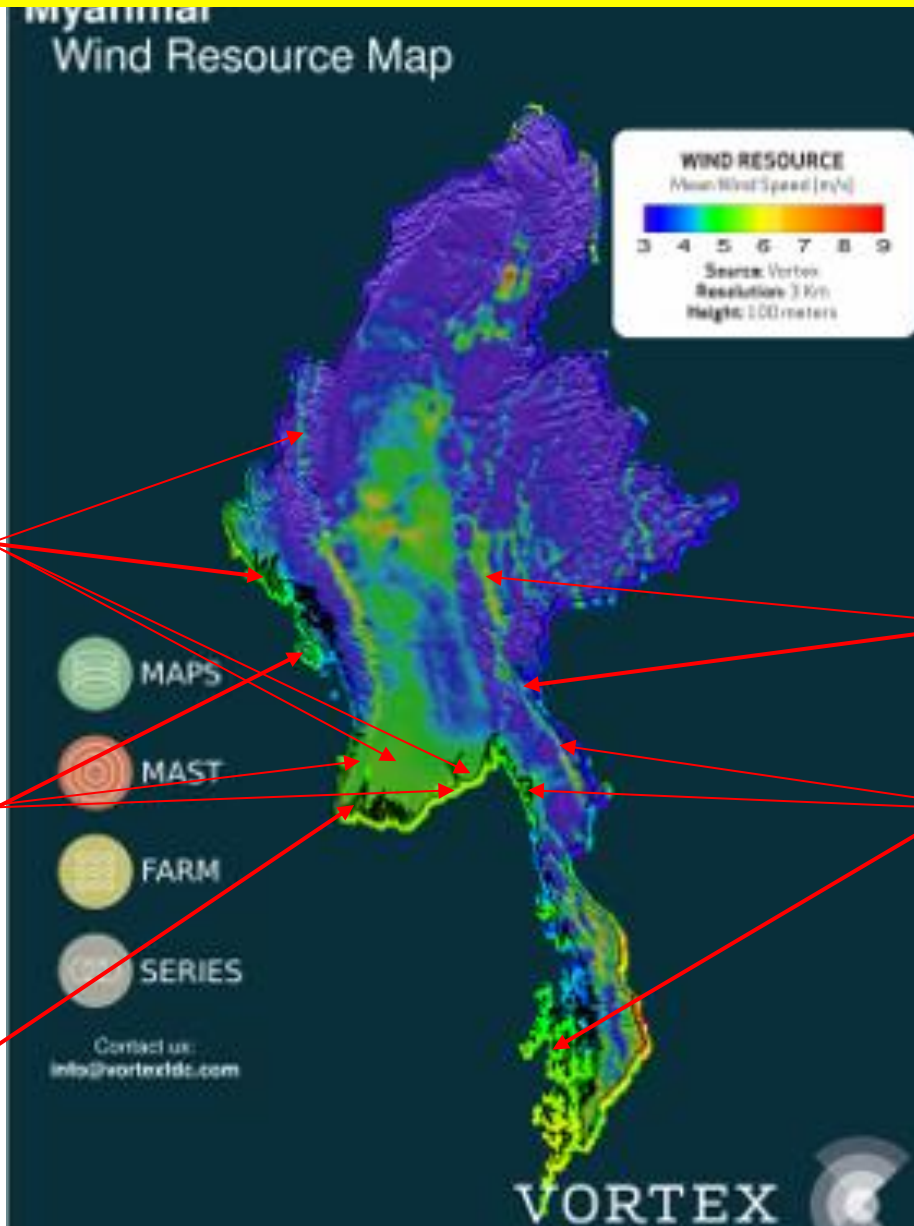 Myanmar
Wind Resource Map
WIND RESOURCE
Mean Wind Speed [m/s]
3 4 5 6 7 8 9
Source: Vortex
Resolution: 3 Km
Height: 100 meters
MAPS
MAST
FARM
SERIES
Contact us:
info@vortexfdc.com
VORTEX